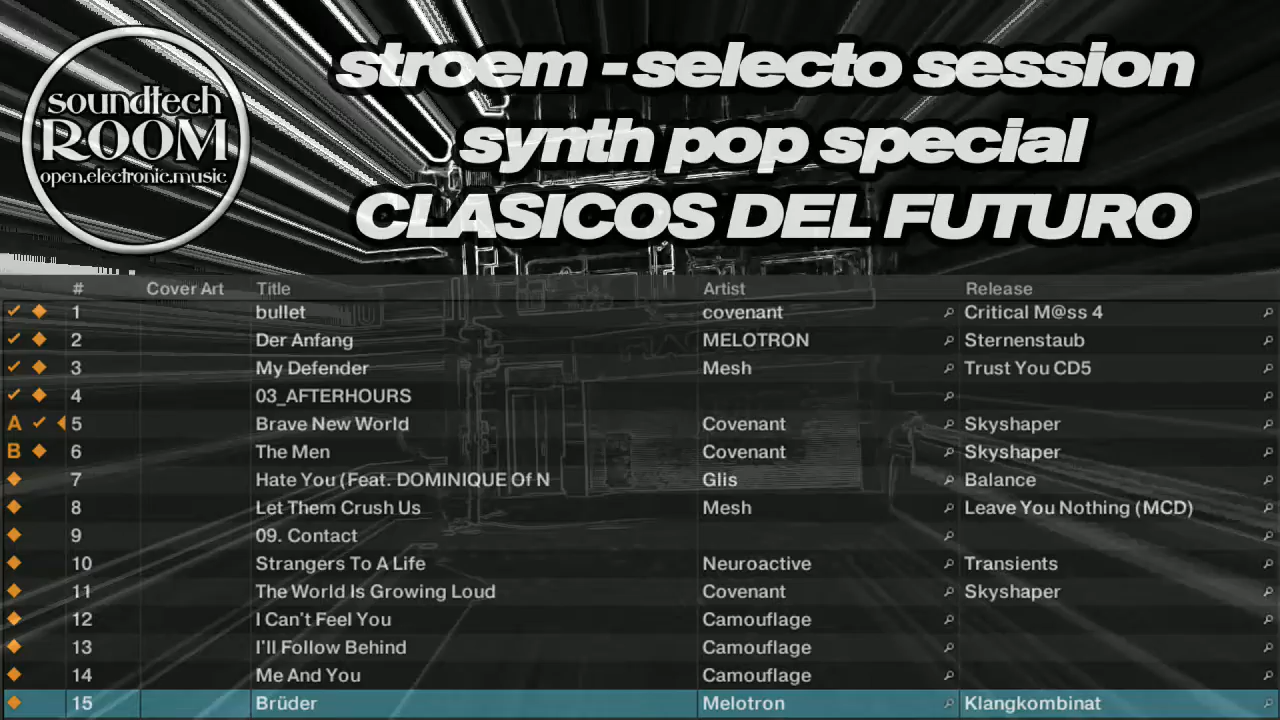 soundtech
ROOM
open.electronic.music
stroem - selecto session
synth pop special
CLASICOS DEL FUTURO
# Cover Art Title Artist Release
1 bullet covenant Critical M@ss 4
2 Der Anfang MELOTRON Sternenstaub
3 My Defender Mesh Trust You CD5
4 03_AFTERHOURS
A 5 Brave New World Covenant Skyshaper
B 6 The Men Covenant Skyshaper
7 Hate You (Feat. DOMINIQUE Of N Glis Balance
8 Let Them Crush Us Mesh Leave You Nothing (MCD)
9 09. Contact
10 Strangers To A Life Neuroactive Transients
11 The World Is Growing Loud Covenant Skyshaper
12 I Can't Feel You Camouflage
13 I'll Follow Behind Camouflage
14 Me And You Camouflage
15 Brüder Melotron Klangkombinat